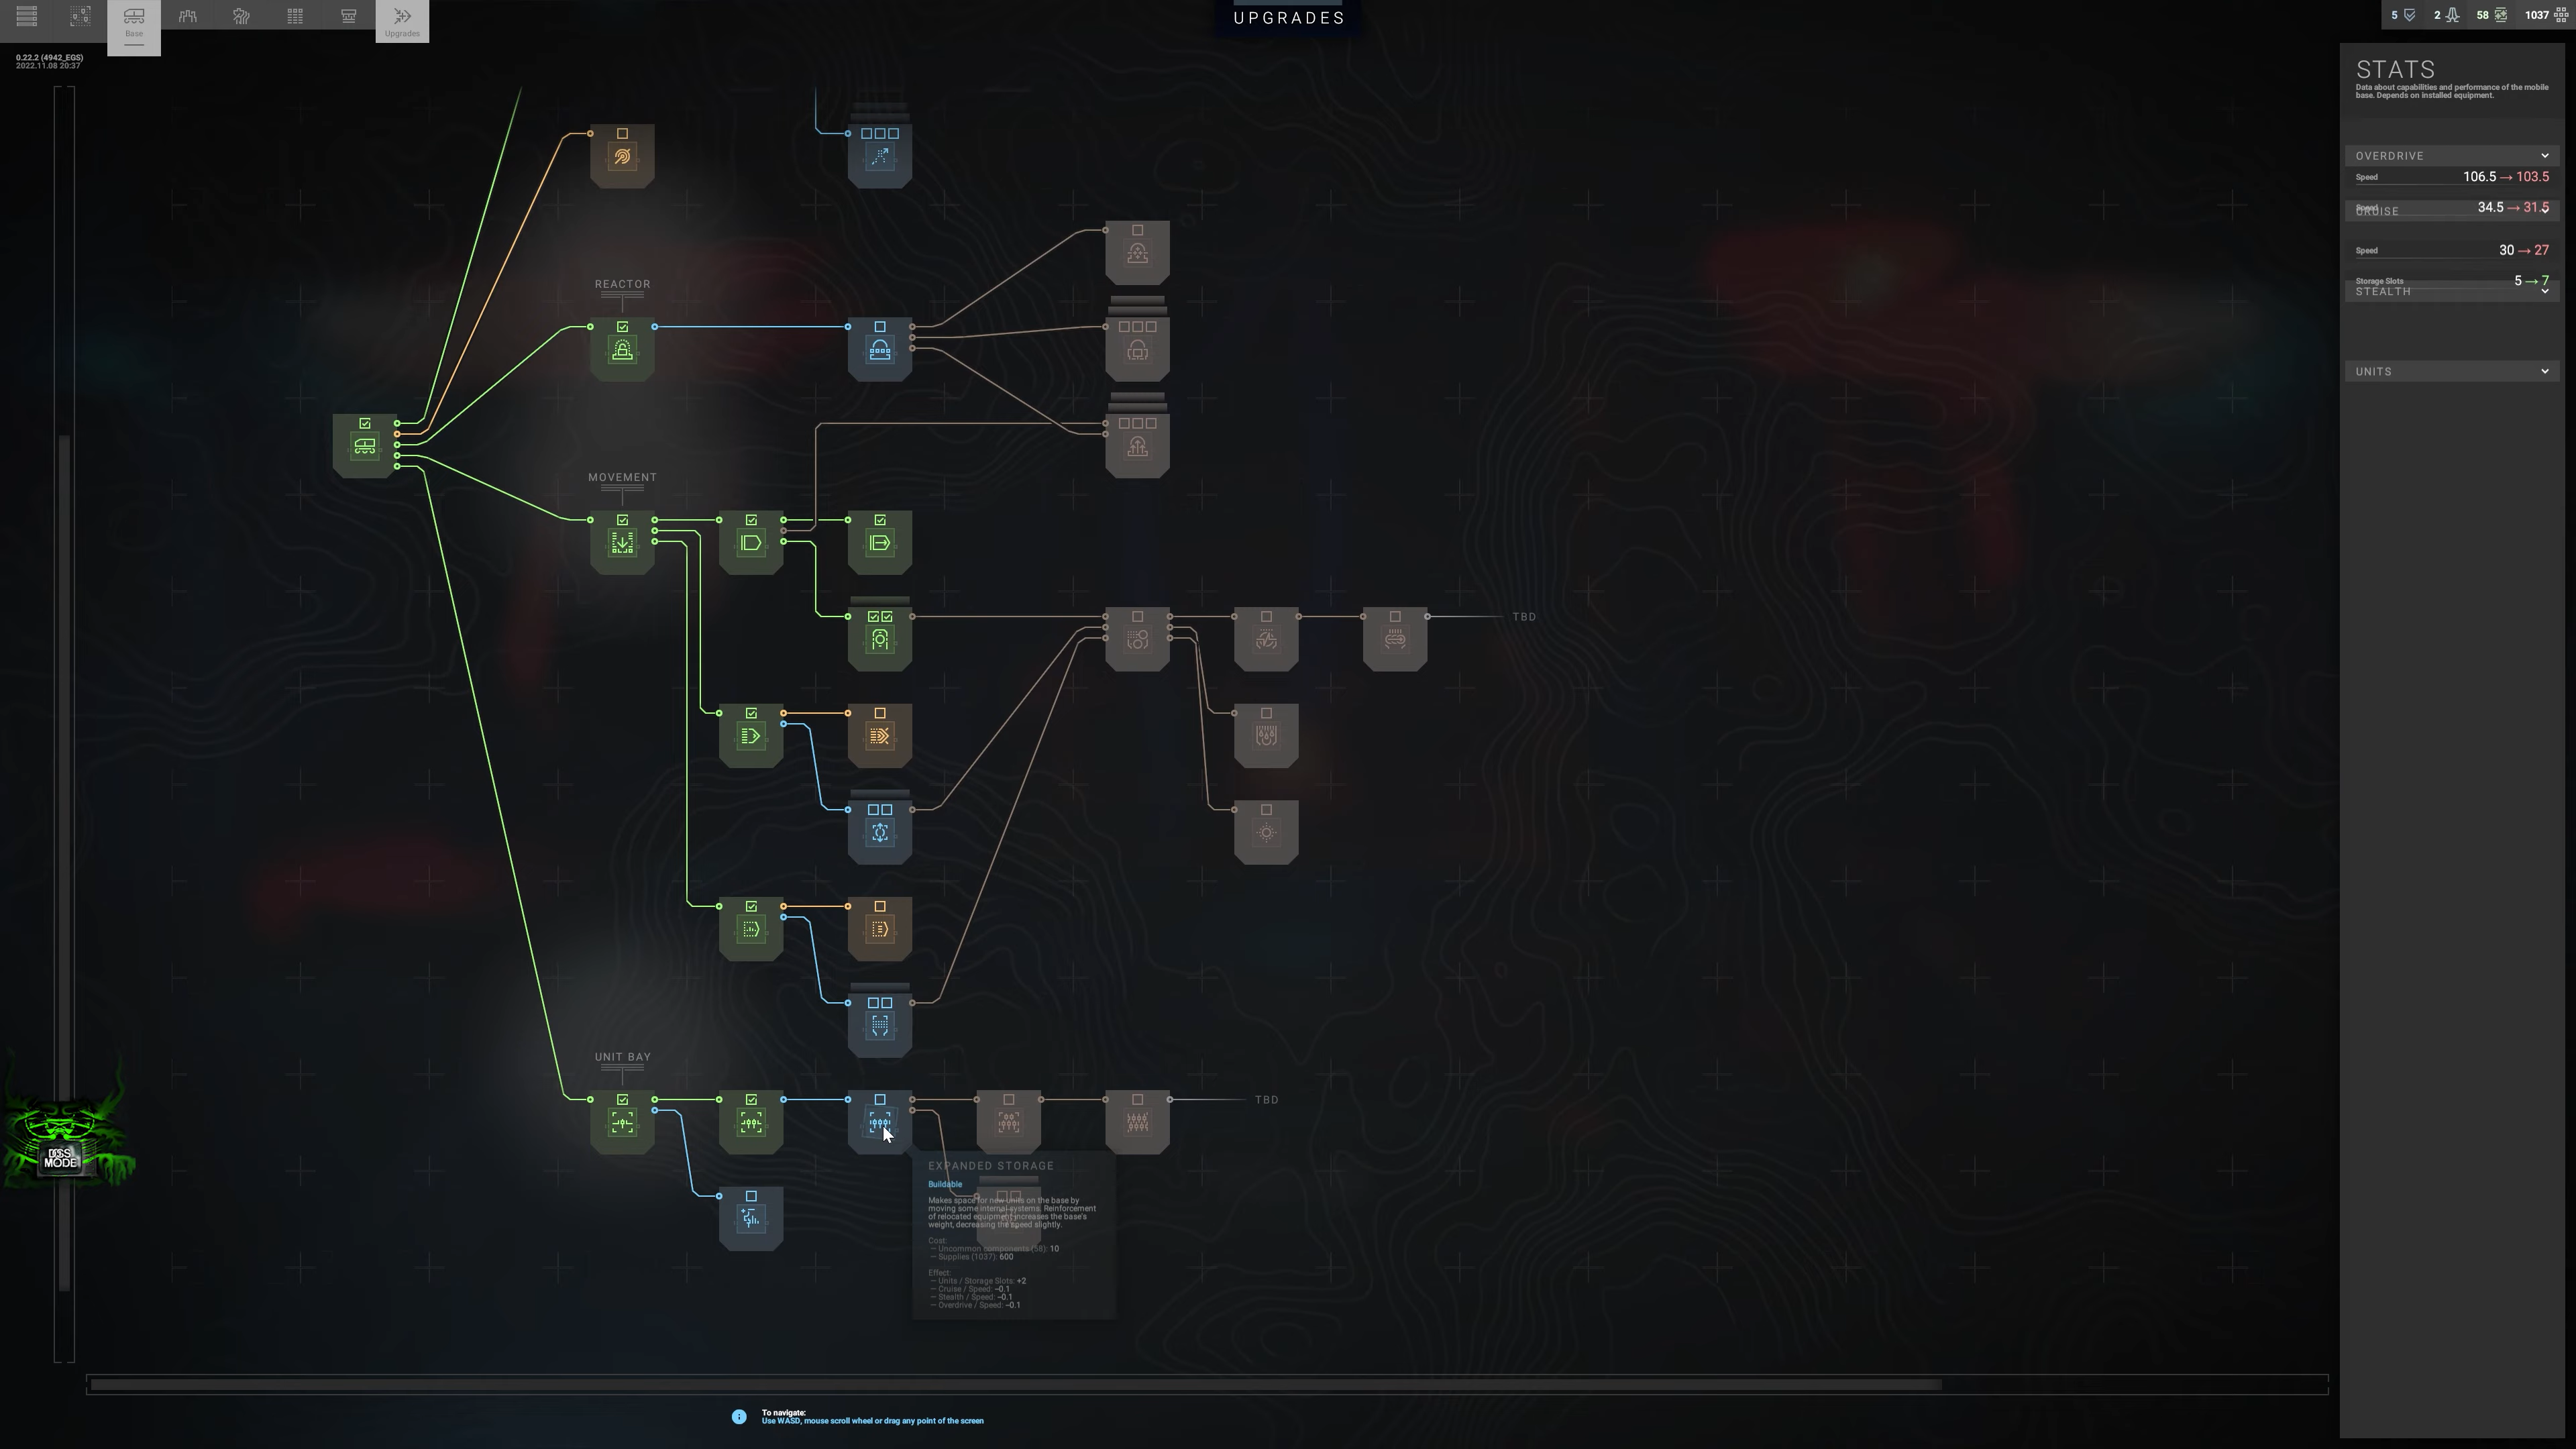 UPGRADES
5
2
58
1037
Base
Upgrades
0.22.2 (4942_EGS)
2022.11.08 20:37
STATS
Data about capabilities and performance of the mobile
base. Depends on installed equipment.
OVERDRIVE
Speed
106.5 → 103.5
Speed
34.5 → 31.5
CRUISE
Speed
30 → 27
Storage Slots
5 → 7
STEALTH
UNITS
REACTOR
MOVEMENT
TBD
UNIT BAY
TBD
EXPANDED STORAGE
Buildable
Makes space for new units on the base by
moving some internal systems. Reinforcement
of relocated equipment increases the base's
weight, decreasing the speed slightly.
Cost:
— Uncommon components (58): 10
— Supplies (1037): 600
Effect:
— Units / Storage Slots: +2
— Cruise / Speed: –0.1
— Stealth / Speed: –0.1
— Overdrive / Speed: –0.1
DOSS
MODE
To navigate:
Use WASD, mouse scroll wheel or drag any point of the screen